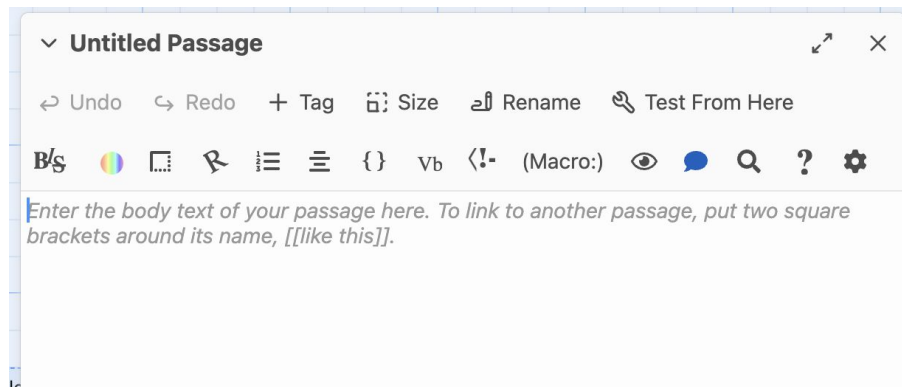 Untitled Passage
Undo Redo + Tag Size Rename Test From Here
BIS R {} Vb <!- (Macro:) ?
Enter the body text of your passage here. To link to another passage, put two square
brackets around its name, [[like this]].